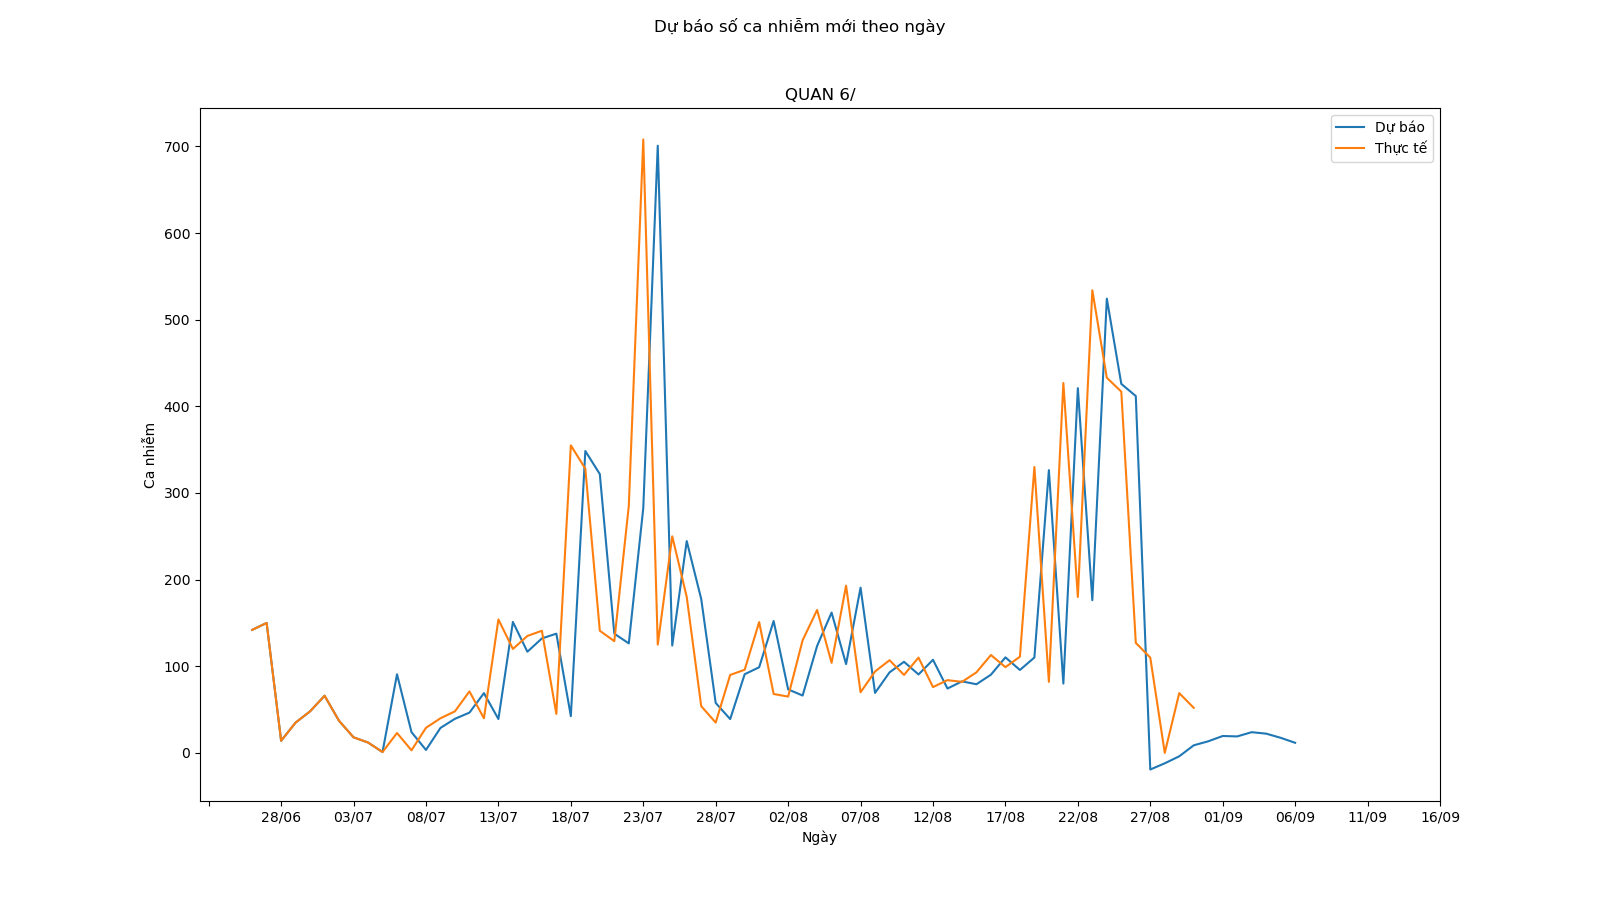 Dự báo số ca nhiễm mới theo ngày
QUAN 6/
Dự báo
Thực tế
700
600
500
400
300
200
100
0
Ca nhiễm
28/06 03/07 08/07 13/07 18/07 23/07 28/07 02/08 07/08 12/08 17/08 22/08 27/08 01/09 06/09 11/09 16/09
Ngày